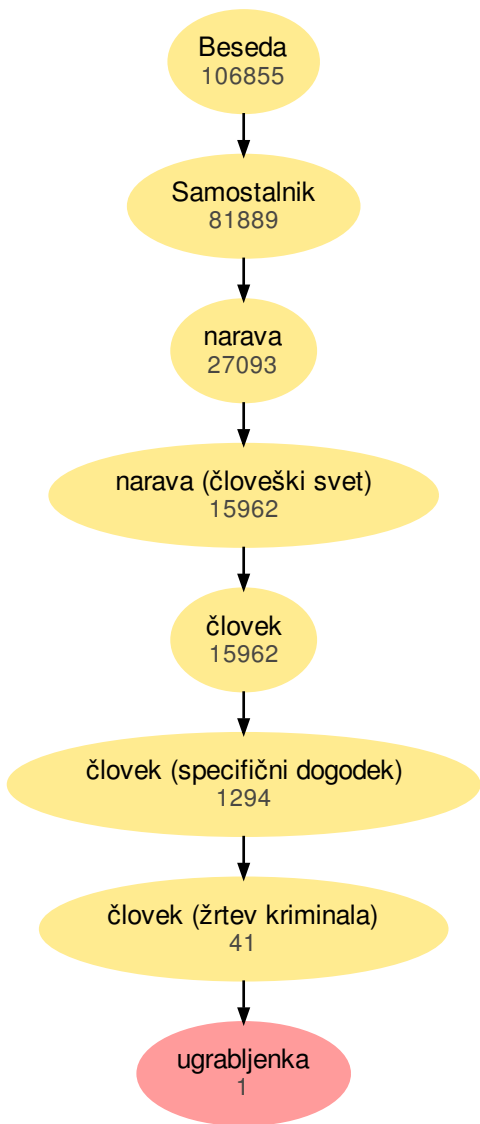 Beseda
106855
Samostalnik
81889
narava
27093
narava (človeški svet)
15962
človek
15962
človek (specifični dogodek)
1294
človek (žrtev kriminala)
41
ugrabljenka
1